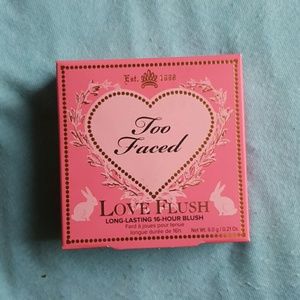 Est. 1998
Too
Faced
LOVE FLUSH
LONG-LASTING 16-HOUR BLUSH
Fard à joues pour tenue
longue durée de 16h
Net Wt. 6.0 g / 0.21 Oz.